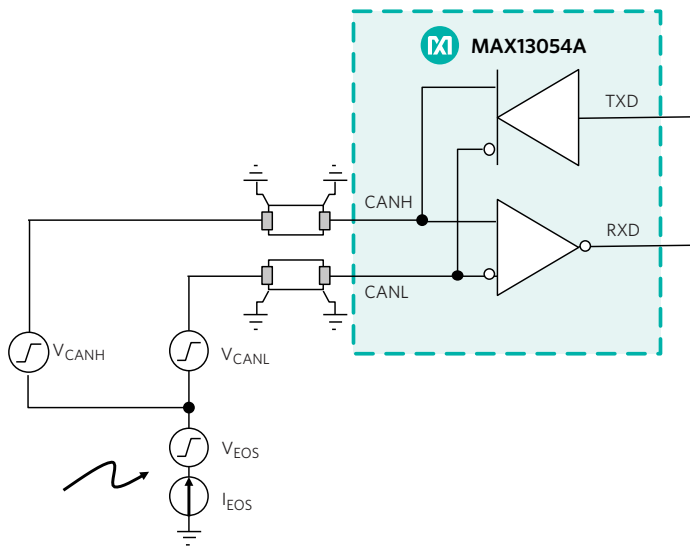 MAX13054A
TXD
CANH
RXD
CANL
VCANH
VCANL
VEOS
IEOS